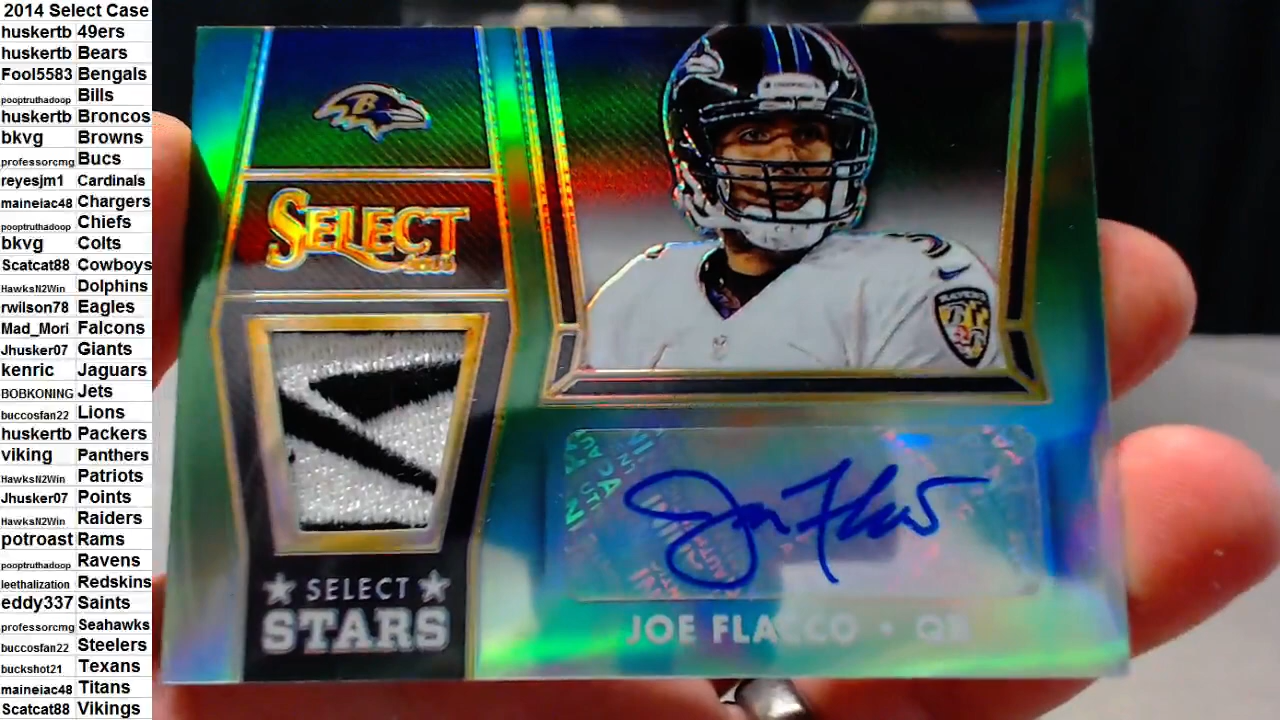 2014 Select Case
huskertb 49ers
huskertb Bears
Fool5583 Bengals
pooptruthadoop Bills
huskertb Broncos
bkvg Browns
professorcmg Bucs
reyesjm1 Cardinals
maineiac48 Chargers
pooptruthadoop Chiefs
bkvg Colts
Scatcat88 Cowboys
HawksN2Win Dolphins
rwilson78 Eagles
Mad_Mori Falcons
Jhusker07 Giants
kenric Jaguars
BOBKONING Jets
buccosfan22 Lions
huskertb Packers
viking Panthers
HawksN2Win Patriots
Jhusker07 Points
HawksN2Win Raiders
potroast Rams
pooptruthadoop Ravens
leethalization Redskins
eddy337 Saints
professorcmg Seahawks
buccosfan22 Steelers
buckshot21 Texans
maineiac48 Titans
Scatcat88 Vikings
B
SELECT
SELECT
STARS
RAVENS
Joe Flacco
JOE FLACCO • QB